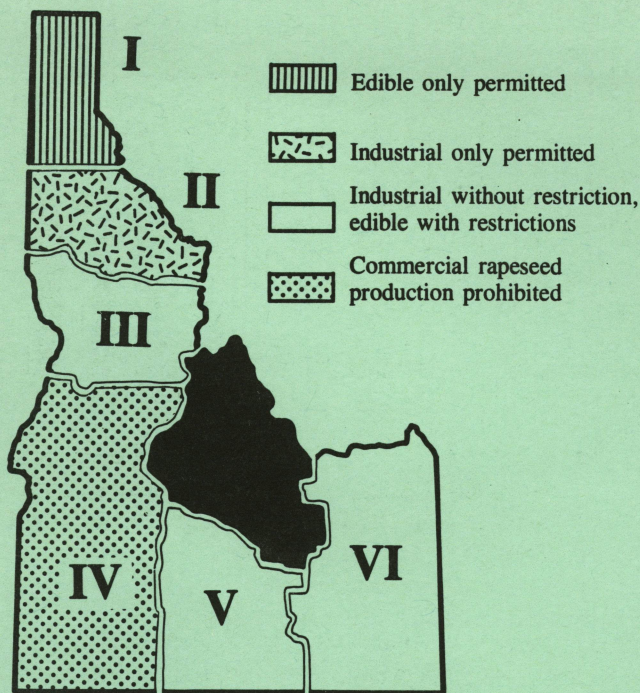 I
Edible only permitted
Industrial only permitted
II
Industrial without restriction,
edible with restrictions
Commercial rapeseed
production prohibited
III
IV
V
VI